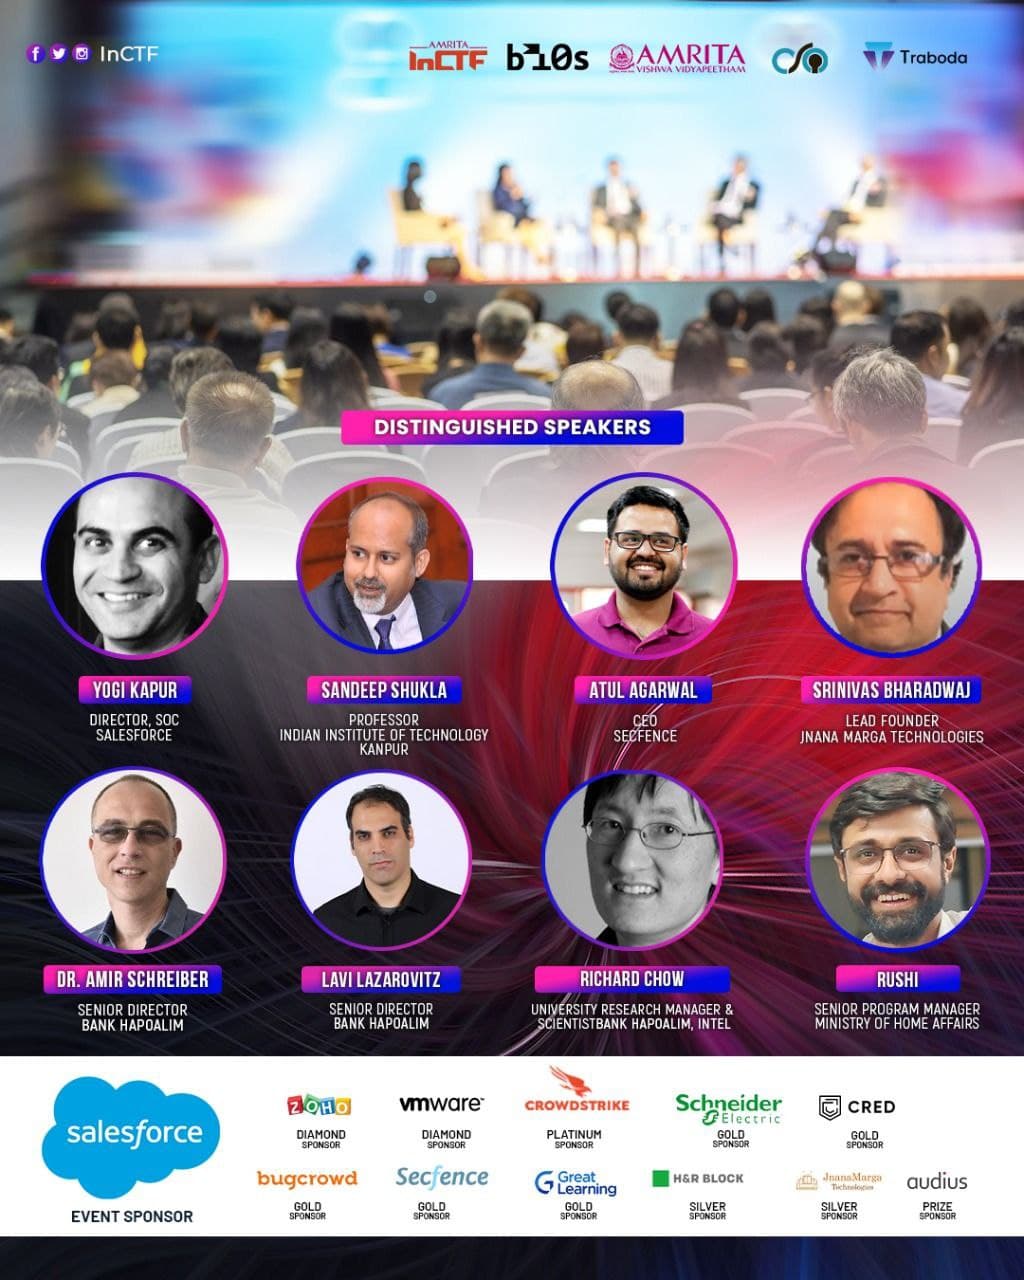 InCTF
AMRITA
InCTF
bi0s
AMRITA
VISHWA VIDYAPEETHAM
Traboda
DISTINGUISHED SPEAKERS
YOGI KAPUR
DIRECTOR, SOC
SALESFORCE
SANDEEP SHUKLA
PROFESSOR
INDIAN INSTITUTE OF TECHNOLOGY
KANPUR
ATUL AGARWAL
CEO
SECFENCE
SRINIVAS BHARADWAJ
LEAD FOUNDER
JNANA MARGA TECHNOLOGIES
DR. AMIR SCHREIBER
SENIOR DIRECTOR
BANK HAPOALIM
LAVI LAZAROVITZ
SENIOR DIRECTOR
BANK HAPOALIM
RICHARD CHOW
UNIVERSITY RESEARCH MANAGER &
SCIENTISTBANK HAPOALIM, INTEL
RUSHI
SENIOR PROGRAM MANAGER
MINISTRY OF HOME AFFAIRS
salesforce
EVENT SPONSOR
ZOHO
DIAMOND
SPONSOR
vmware
DIAMOND
SPONSOR
CROWDSTRIKE
PLATINUM
SPONSOR
Schneider
Electric
GOLD
SPONSOR
CRED
GOLD
SPONSOR
bugcrowd
GOLD
SPONSOR
Secfence
GOLD
SPONSOR
Great
Learning
GOLD
SPONSOR
H&R BLOCK
SILVER
SPONSOR
JnanaMarga
Technologies
SILVER
SPONSOR
audius
PRIZE
SPONSOR